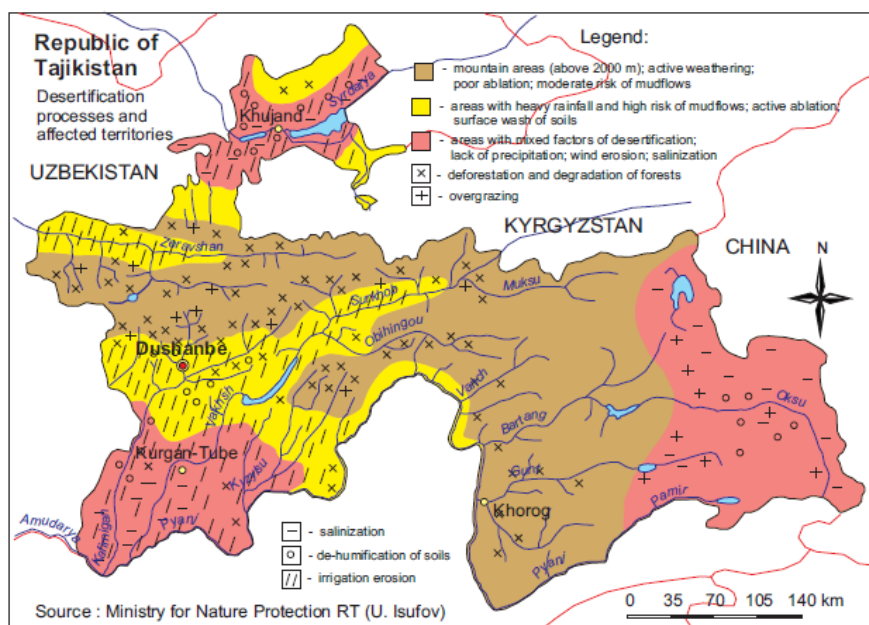 Republic of
Tajikistan
Desertification
processes and
affected territories
Legend:
- mountain areas (above 2000 m); active weathering;
poor ablation; moderate risk of mudflows
- areas with heavy rainfall and high risk of mudflows; active ablation;
surface wash of soils
- areas with mixed factors of desertification;
lack of precipitation; wind erosion; salinization
- deforestation and degradation of forests
- overgrazing
Syrdarya
Khujand
UZBEKISTAN
KYRGYZSTAN
CHINA
N
Zeravshan
Surkhob
Muksu
Obihingou
Dushanbe
Vakhsh
Vanch
Bartang
Oksu
Kurgan-Tube
Kyzylsu
Gunt
Khorog
Pamir
Amudarya
Kafirnigan
Pyanj
Pyanj
- salinization
- de-humification of soils
- irrigation erosion
Source : Ministry for Nature Protection RT (U. Isufov)
0 35 70 105 140 km